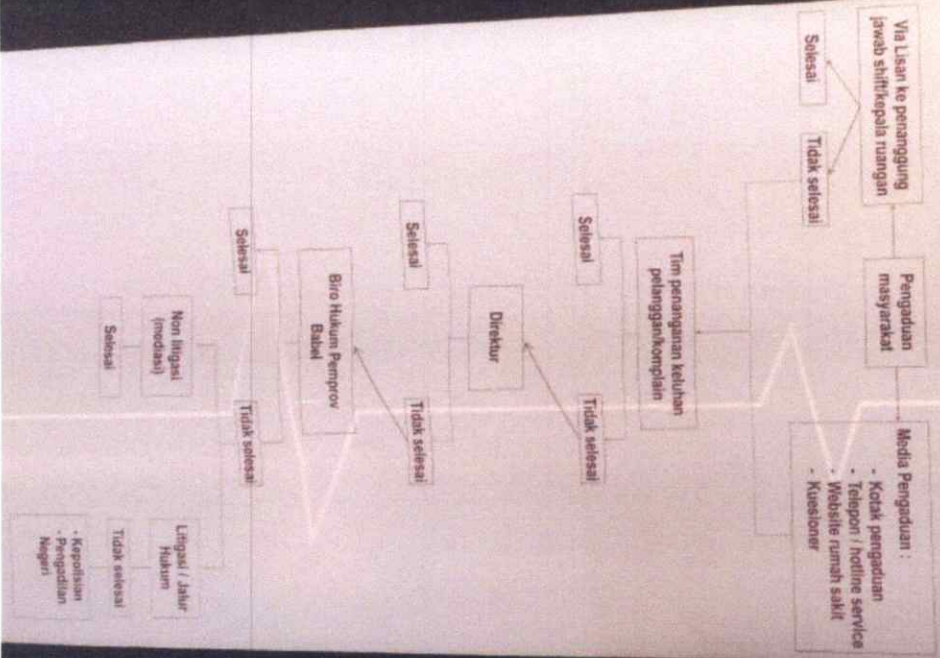 Pengaduan
masyarakat
Via Lisan ke penanggung
jawab shift/kepala ruangan
Selesai
Tidak selesai
Media Pengaduan :
- Kotak pengaduan
- Telepon / hotline service
- Website rumah sakit
- Kuesioner
Tim penanganan keluhan
pelanggan/komplain
Selesai
Tidak selesai
Direktur
Selesai
Tidak selesai
Biro Hukum Pemprov
Babel
Selesai
Tidak selesai
Non litigasi
(mediasi)
Selesai
Litigasi / Jalur
Hukum
Tidak selesai
- Kepolisian
- Pengadilan
Negeri